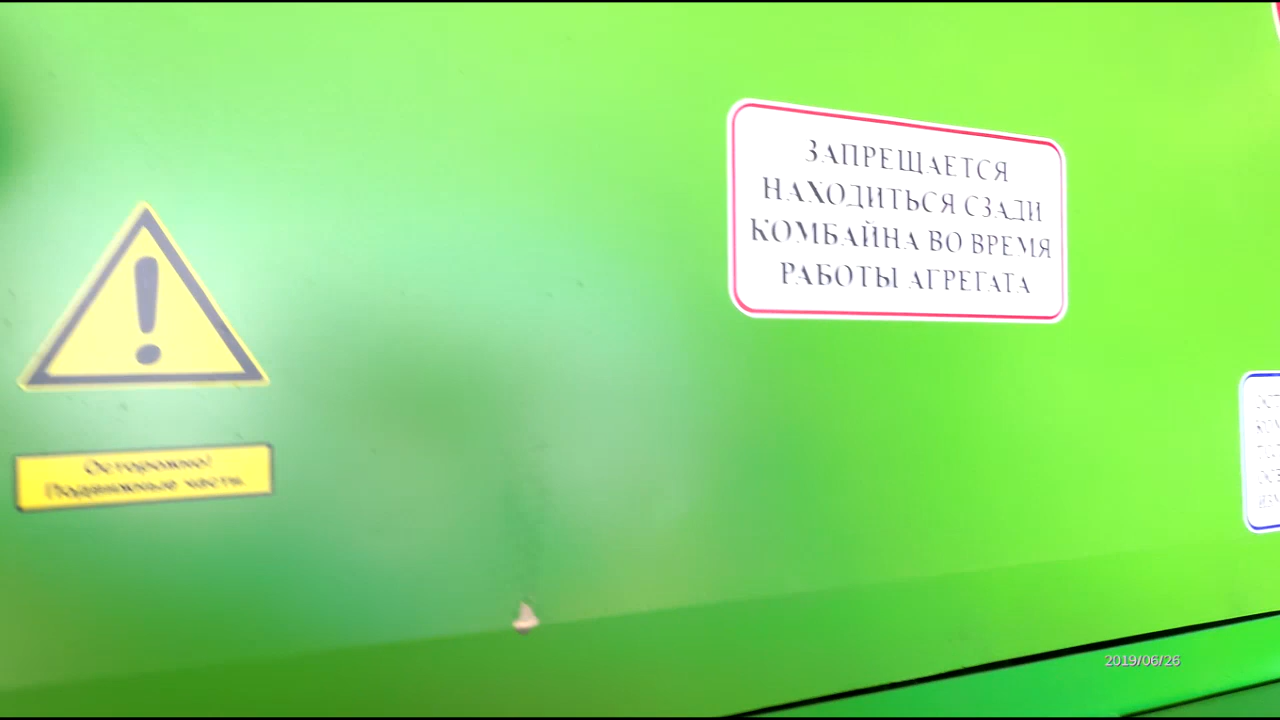 ЗАПРЕЩАЕТСЯ
НАХОДИТЬСЯ СЗАДИ
КОМБАЙНА ВО ВРЕМЯ
РАБОТЫ АГРЕГАТА
Осторожно!
Подвижные части
2019/06/26